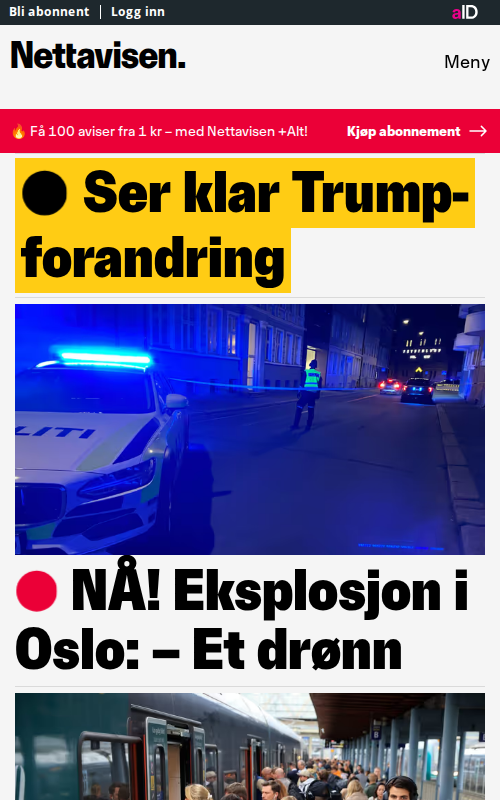 Bli abonnent
Logg inn
aID
Nettavisen.
Meny
🔥 Få 100 aviser fra 1 kr – med Nettavisen +Alt!
Kjøp abonnement →
Ser klar Trump-
forandring
LITI
NÅ! Eksplosjon i
Oslo: – Et drønn